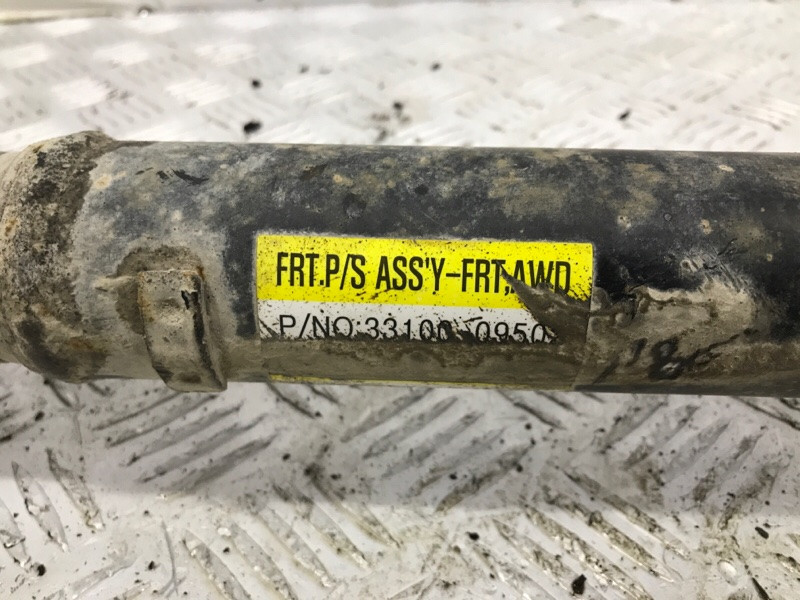 FRT.P/S ASS'Y-FRT,AWD
P/NO:33100 0950